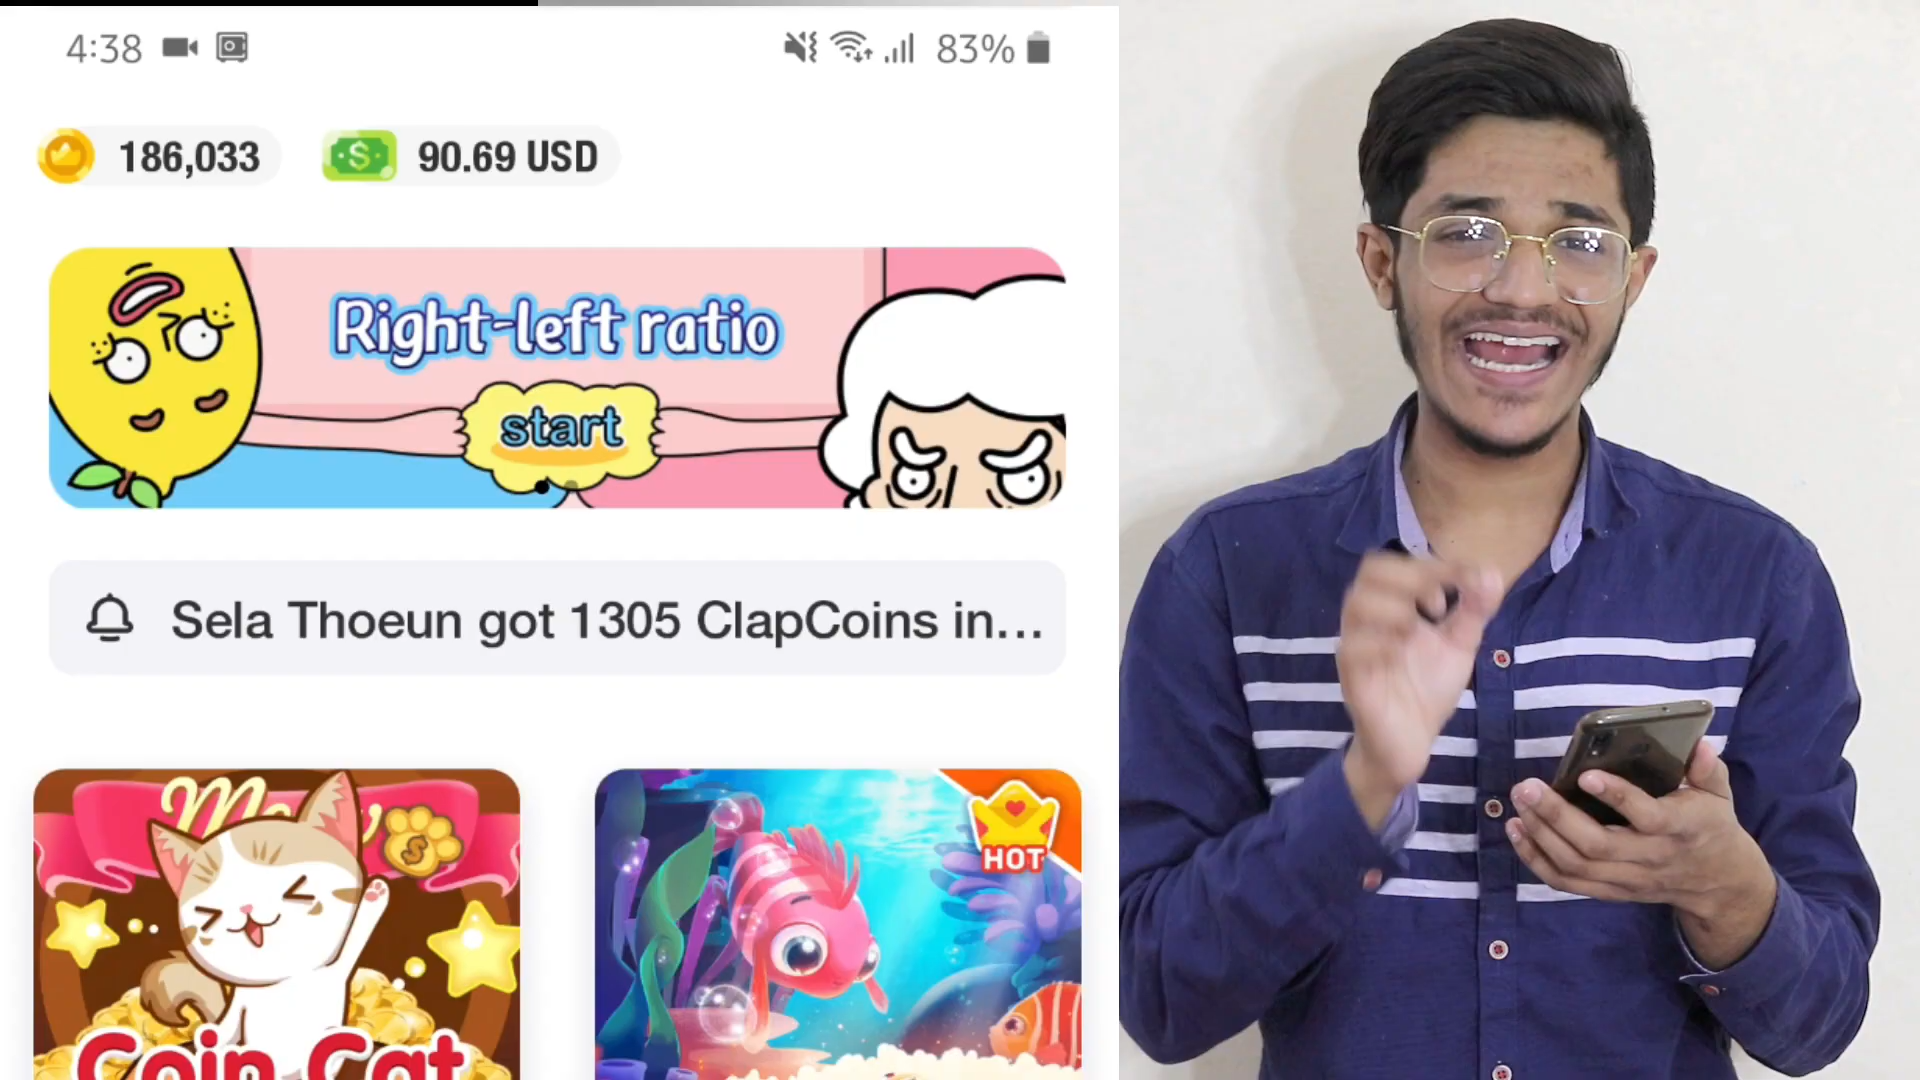 4:38
83%
186,033
90.69 USD
Right-left ratio
start
Sela Thoeun got 1305 ClapCoins in...
HOT
Coin Cat